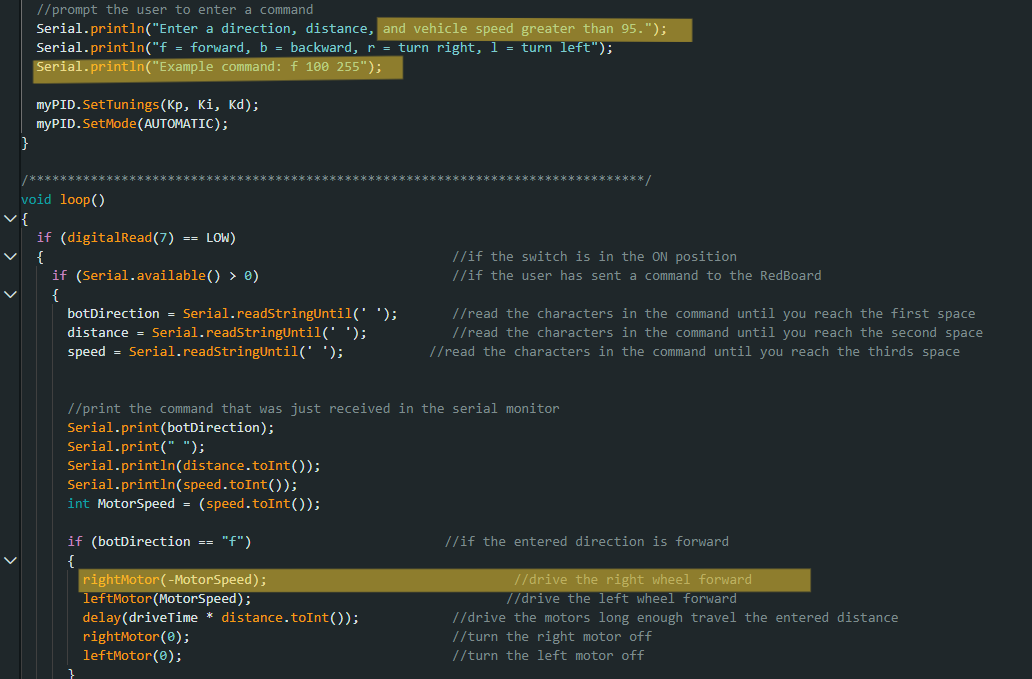 //prompt the user to enter a command
Serial.println("Enter a direction, distance, and vehicle speed greater than 95.");
Serial.println("f = forward, b = backward, r = turn right, l = turn left");
Serial.println("Example command: f 100 255");
myPID.SetTunings(Kp, Ki, Kd);
myPID.SetMode(AUTOMATIC);
}
/********************************************************************************/
void loop()
{
if (digitalRead(7) == LOW)
{ //if the switch is in the ON position
if (Serial.available() > 0) //if the user has sent a command to the RedBoard
{
botDirection = Serial.readStringUntil(' '); //read the characters in the command until you reach the first space
distance = Serial.readStringUntil(' '); //read the characters in the command until you reach the second space
speed = Serial.readStringUntil(' '); //read the characters in the command until you reach the thirds space
//print the command that was just received in the serial monitor
Serial.print(botDirection);
Serial.print(" ");
Serial.println(distance.toInt());
Serial.println(speed.toInt());
int MotorSpeed = (speed.toInt());
if (botDirection == "f") //if the entered direction is forward
{
rightMotor(-MotorSpeed); //drive the right wheel forward
leftMotor(MotorSpeed); //drive the left wheel forward
delay(driveTime * distance.toInt()); //drive the motors long enough travel the entered distance
rightMotor(0); //turn the right motor off
leftMotor(0); //turn the left motor off
}